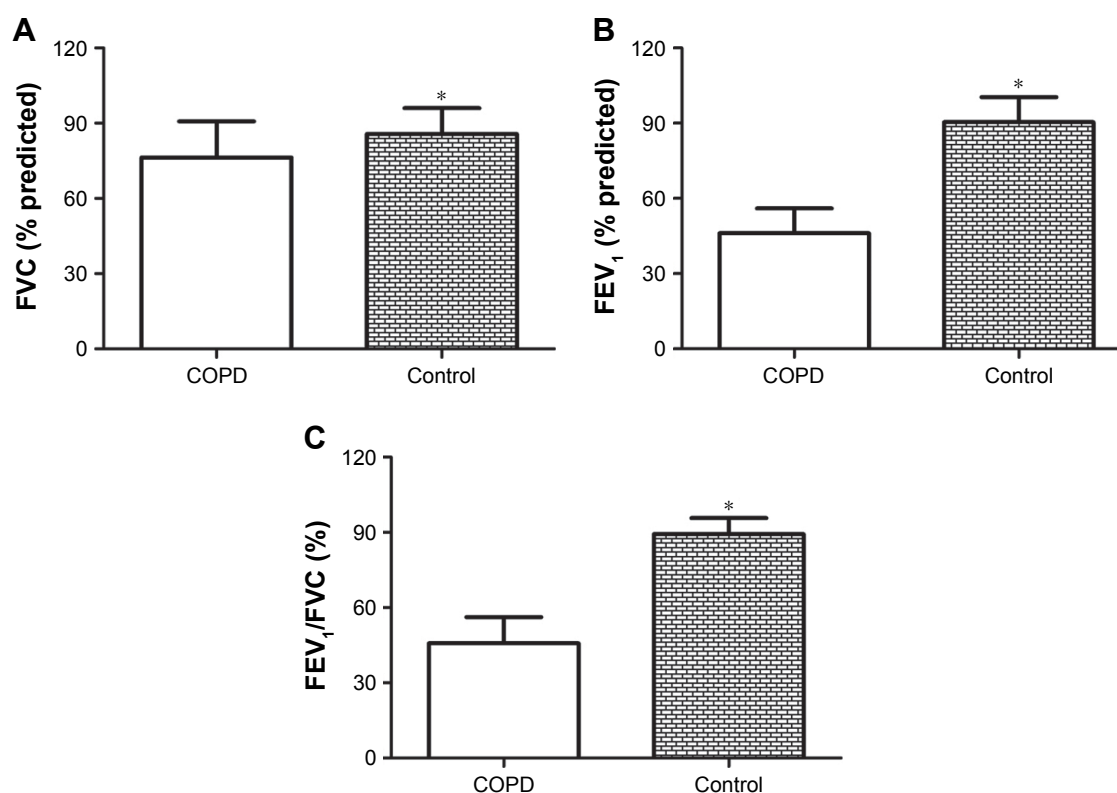 A
FVC (% predicted)
120
90
60
30
0
*
COPD Control
B
FEV₁ (% predicted)
120
90
60
30
0
*
COPD Control
C
FEV₁/FVC (%)
120
90
60
30
0
*
COPD Control